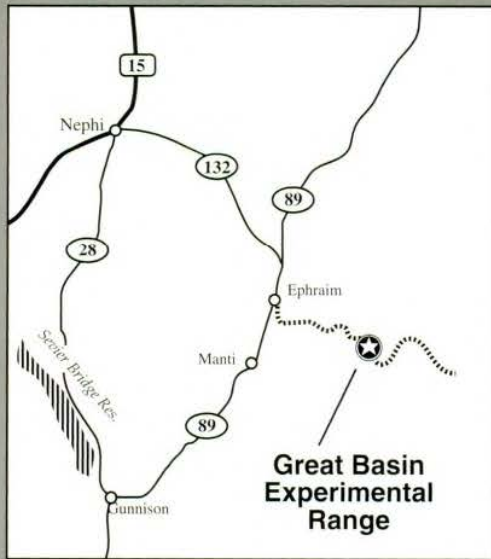 15
Nephi
132
89
28
Ephraim
Manti
Sevier Bridge Res.
89
Great Basin
Experimental
Range
Gunnison